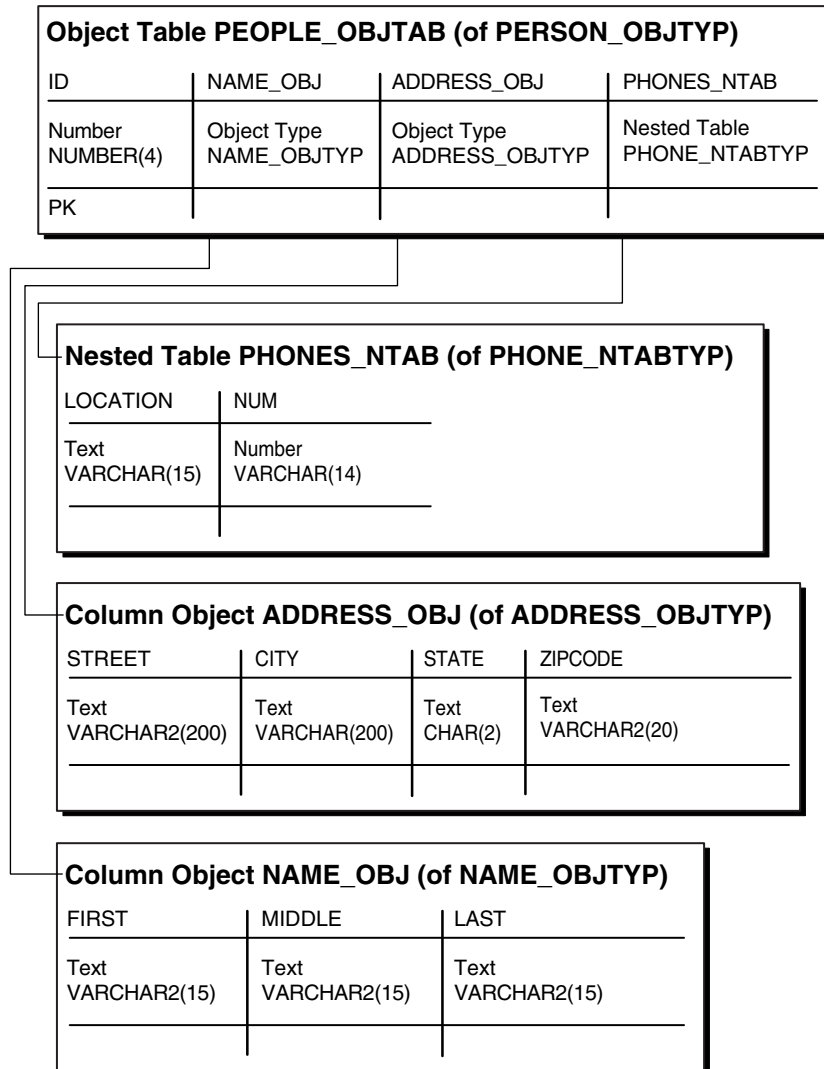 Object Table PEOPLE_OBJTAB (of PERSON_OBJTYP)
ID NAME_OBJ ADDRESS_OBJ PHONES_NTAB
Number Object Type Object Type Nested Table
NUMBER(4) NAME_OBJTYP ADDRESS_OBJTYP PHONE_NTABTYP
PK
Nested Table PHONES_NTAB (of PHONE_NTABTYP)
LOCATION NUM
Text Number
VARCHAR(15) VARCHAR(14)
Column Object ADDRESS_OBJ (of ADDRESS_OBJTYP)
STREET CITY STATE ZIPCODE
Text Text Text Text
VARCHAR2(200) VARCHAR(200) CHAR(2) VARCHAR2(20)
Column Object NAME_OBJ (of NAME_OBJTYP)
FIRST MIDDLE LAST
Text Text Text
VARCHAR2(15) VARCHAR2(15) VARCHAR2(15)